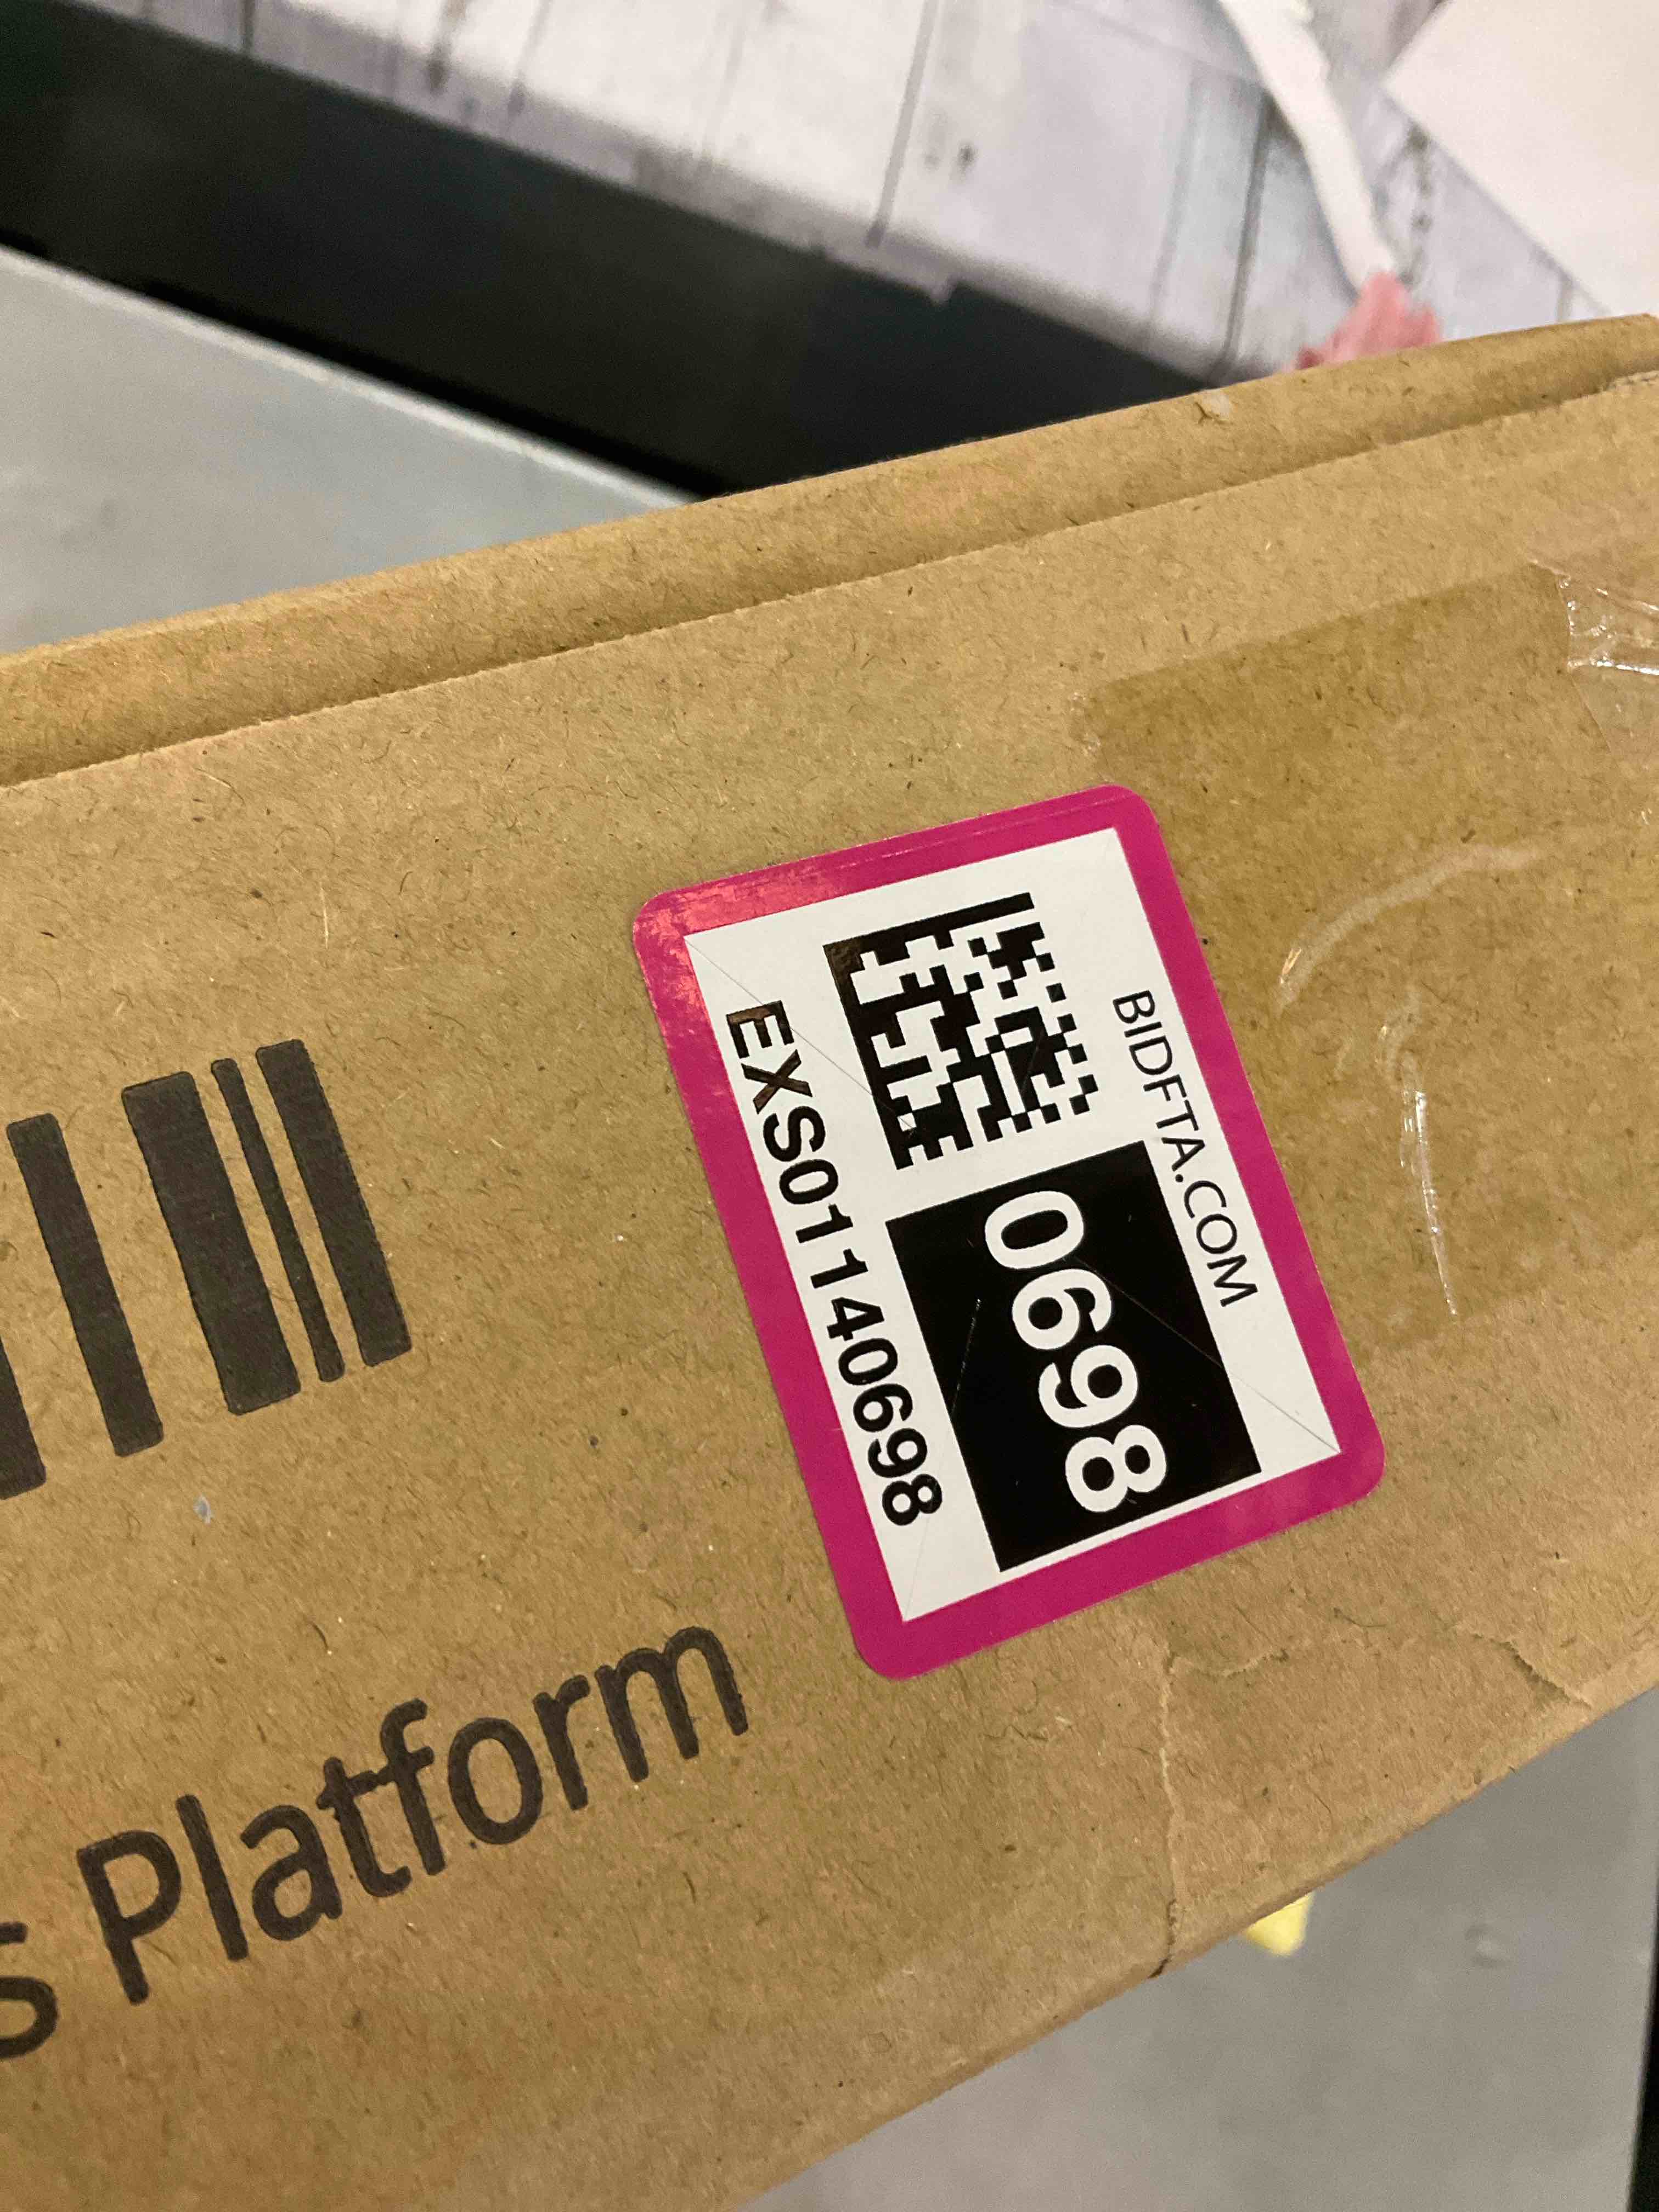 BIDFTA.COM
0698
EXS01140698
s Platform